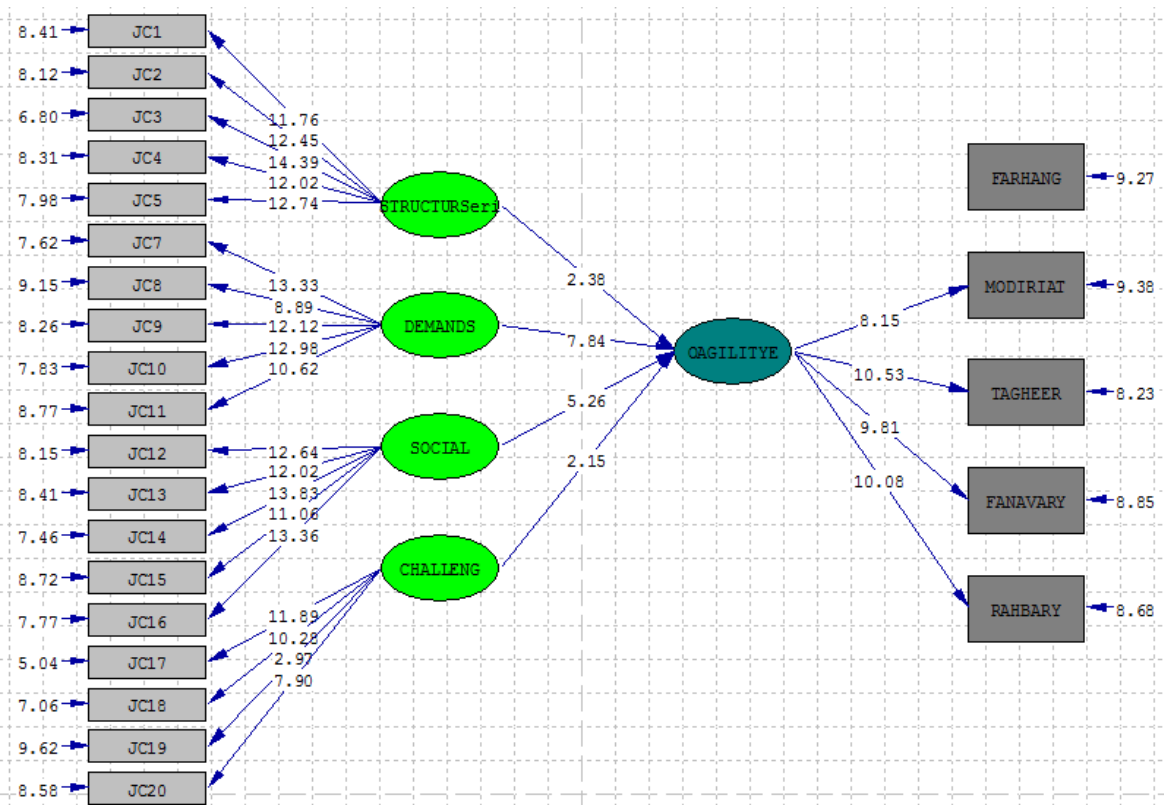 8.41 JC1
8.12 JC2
6.80 JC3
8.31 JC4
7.98 JC5
7.62 JC7
9.15 JC8
8.26 JC9
7.83 JC10
8.77 JC11
8.15 JC12
8.41 JC13
7.46 JC14
8.72 JC15
7.77 JC16
5.04 JC17
7.06 JC18
9.62 JC19
8.58 JC20
11.76
12.45
14.39
12.02
12.74
13.33
8.89
12.12
12.98
10.62
12.64
12.02
13.83
11.06
13.36
11.89
10.28
2.97
7.90
STRUCTURSeri
DEMANDS
SOCIAL
CHALLENG
2.38
7.84
5.26
2.15
OAGILITYE
8.15
10.53
9.81
10.08
FARHANG 9.27
MODIRIAT 9.38
TAGHEER 8.23
FANAVARY 8.85
RAHBARY 8.68